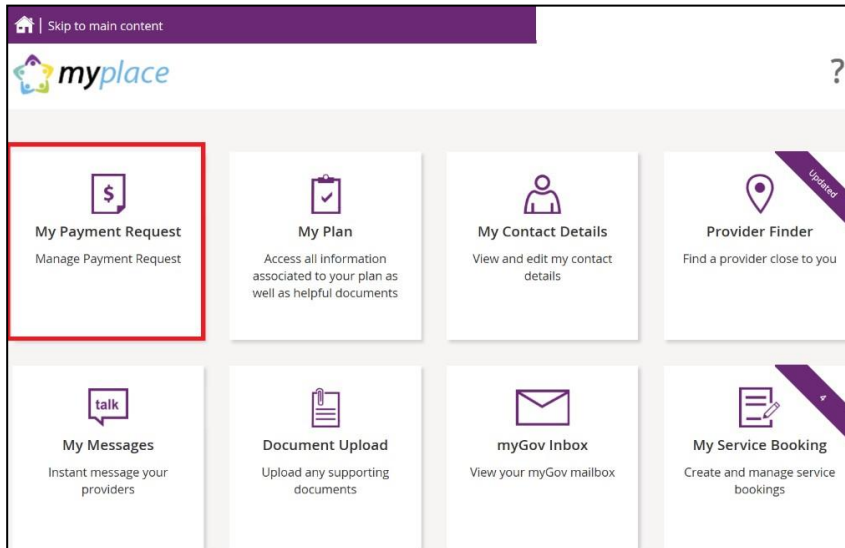 Skip to main content
myplace
?
$
My Payment Request
Manage Payment Request
My Plan
Access all information
associated to your plan as
well as helpful documents
My Contact Details
View and edit my contact
details
Updated
Provider Finder
Find a provider close to you
talk
My Messages
Instant message your
providers
Document Upload
Upload any supporting
documents
myGov Inbox
View your myGov mailbox
4
My Service Booking
Create and manage service
bookings